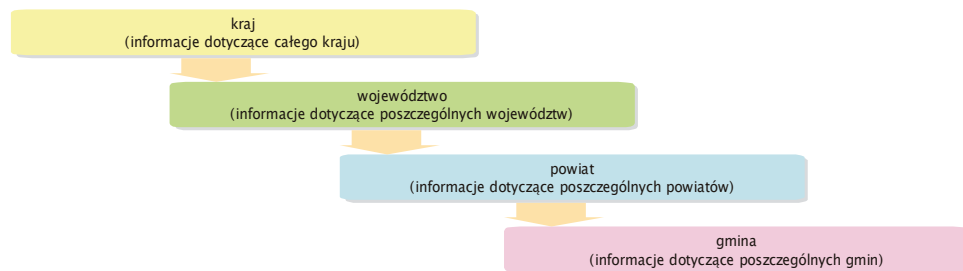 kraj
(informacje dotyczące całego kraju)
województwo
(informacje dotyczące poszczególnych województw)
powiat
(informacje dotyczące poszczególnych powiatów)
gmina
(informacje dotyczące poszczególnych gmin)